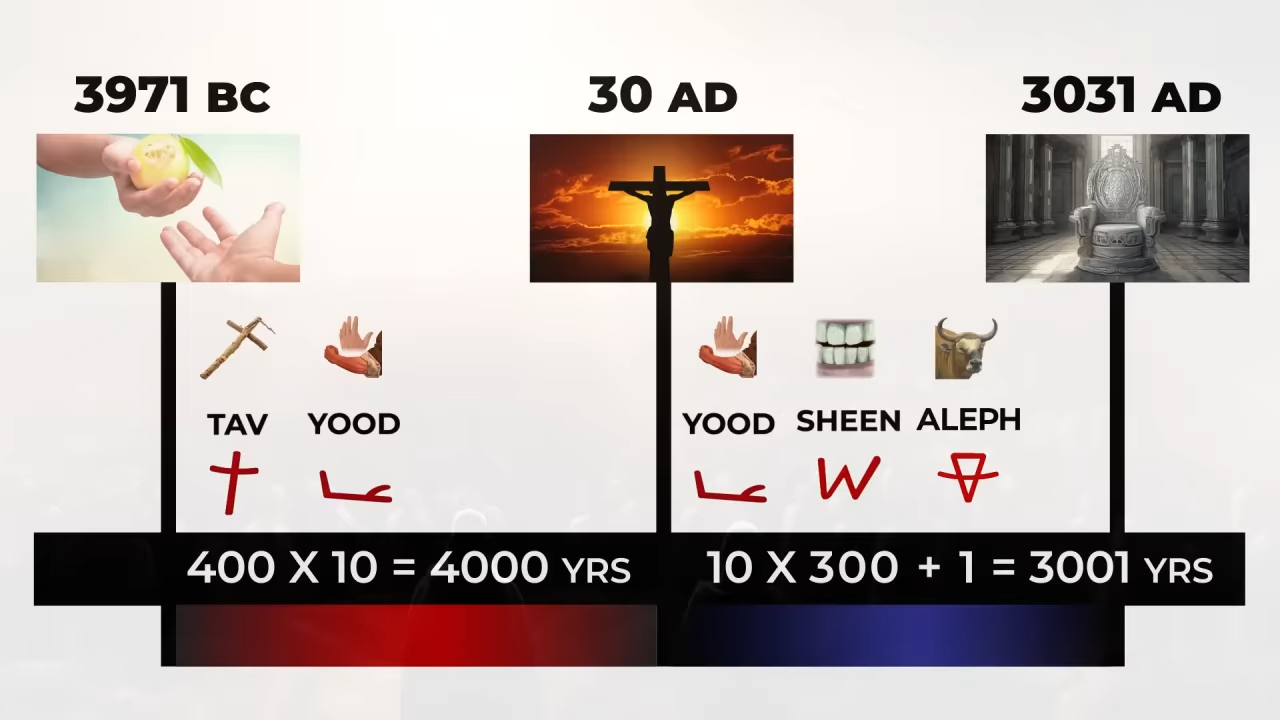 3971 BC
30 AD
3031 AD
TAV YOOD
YOOD SHEEN ALEPH
400 X 10 = 4000 YRS
10 X 300 + 1 = 3001 YRS